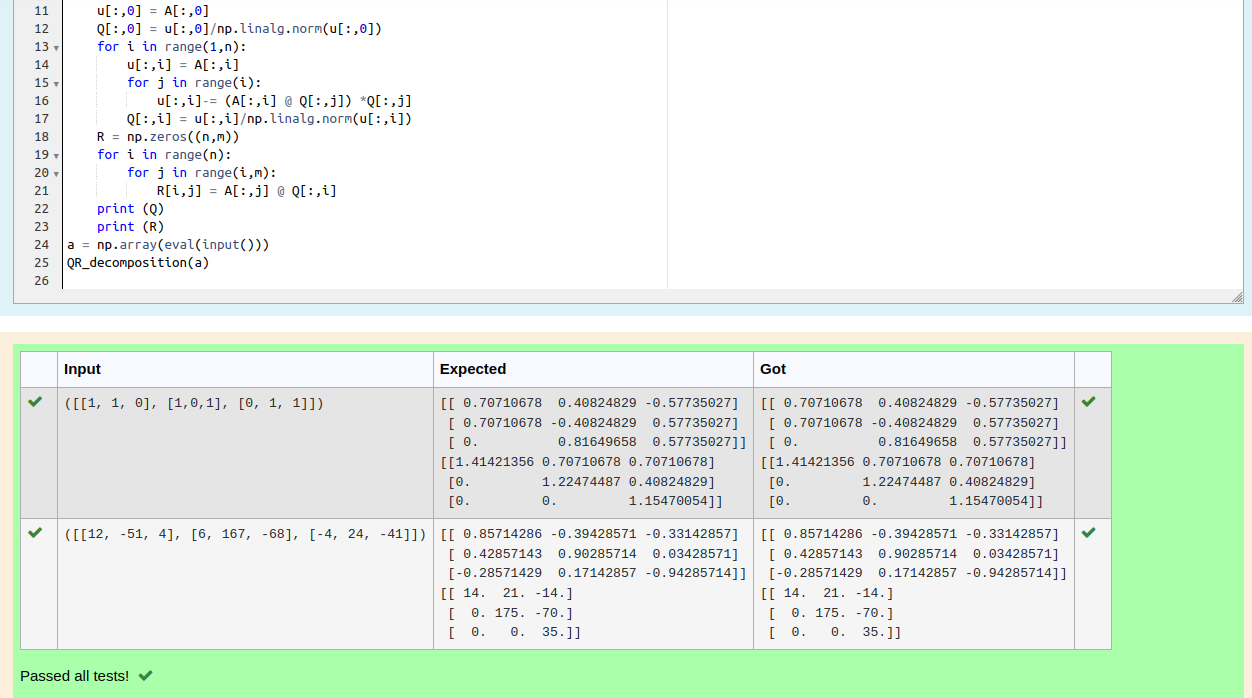 11 u[:,0] = A[:,0]
12 Q[:,0] = u[:,0]/np.linalg.norm(u[:,0])
13 for i in range(1,n):
14 u[:,i] = A[:,i]
15 for j in range(i):
16 u[:,i]-= (A[:,i] @ Q[:,j]) *Q[:,j]
17 Q[:,i] = u[:,i]/np.linalg.norm(u[:,i])
18 R = np.zeros((n,m))
19 for i in range(n):
20 for j in range(i,m):
21 R[i,j] = A[:,j] @ Q[:,i]
22 print (Q)
23 print (R)
24 a = np.array(eval(input()))
25 QR_decomposition(a)
26
Input Expected Got
([[1, 1, 0], [1,0,1], [0, 1, 1]]) [[ 0.70710678 0.40824829 -0.57735027] [[ 0.70710678 0.40824829 -0.57735027]
[ 0.70710678 -0.40824829 0.57735027] [ 0.70710678 -0.40824829 0.57735027]
[ 0. 0.81649658 0.57735027]] [ 0. 0.81649658 0.57735027]]
[[1.41421356 0.70710678 0.70710678] [[1.41421356 0.70710678 0.70710678]
[0. 1.22474487 0.40824829] [0. 1.22474487 0.40824829]
[0. 0. 1.15470054]] [0. 0. 1.15470054]]
([[12, -51, 4], [6, 167, -68], [-4, 24, -41]]) [[ 0.85714286 -0.39428571 -0.33142857] [[ 0.85714286 -0.39428571 -0.33142857]
[ 0.42857143 0.90285714 0.03428571] [ 0.42857143 0.90285714 0.03428571]
[-0.28571429 0.17142857 -0.94285714]] [-0.28571429 0.17142857 -0.94285714]]
[[ 14. 21. -14.] [[ 14. 21. -14.]
[ 0. 175. -70.] [ 0. 175. -70.]
[ 0. 0. 35.]] [ 0. 0. 35.]]
Passed all tests!